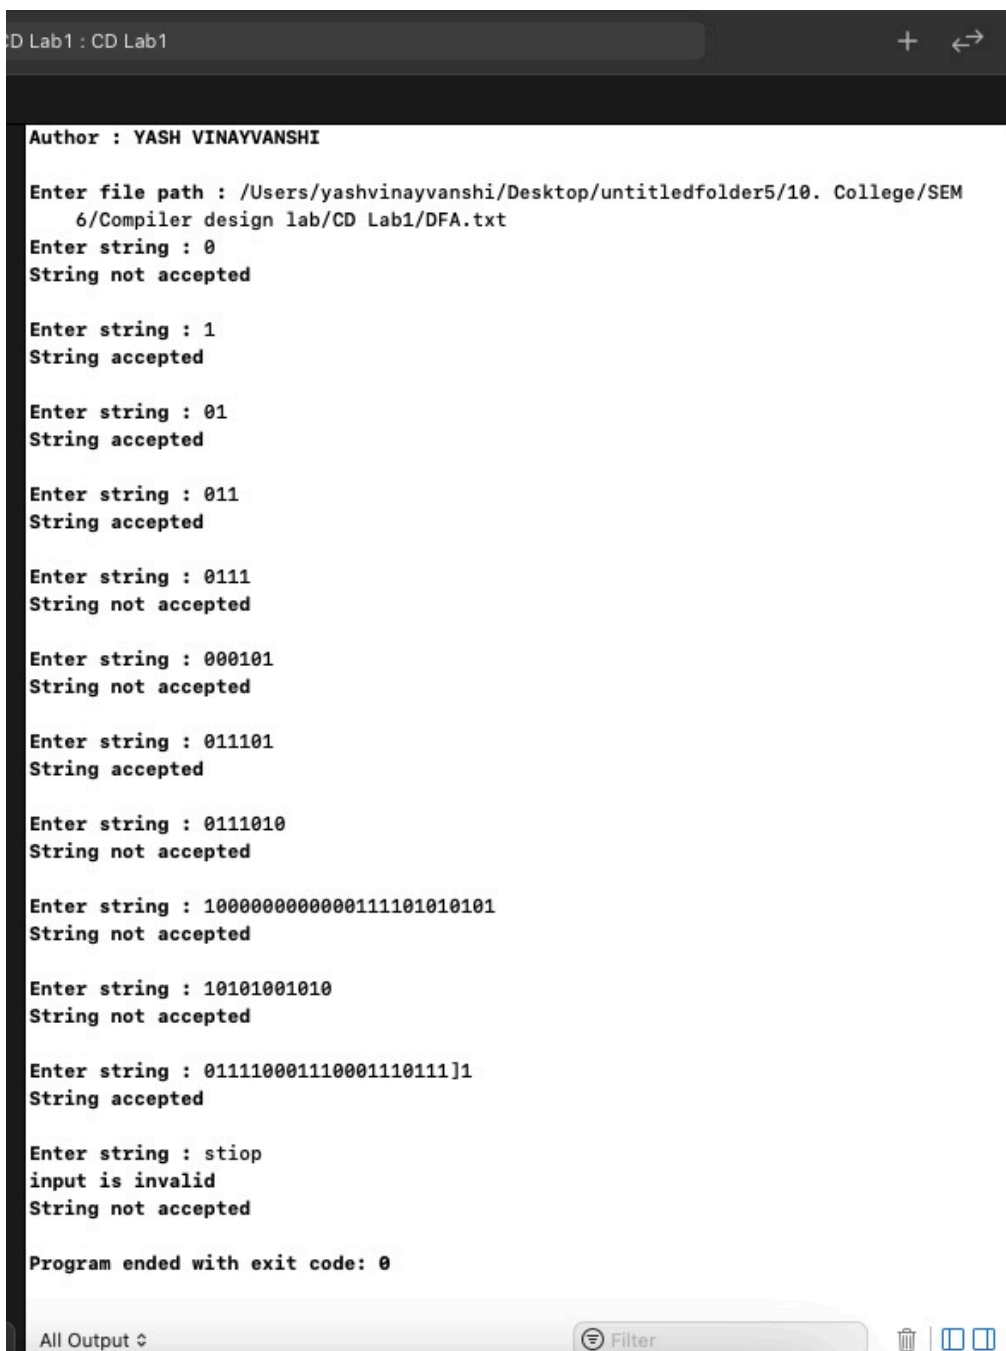 CD Lab1 : CD Lab1
Author : YASH VINAYVANSHI
Enter file path : /Users/yashvinayvanshi/Desktop/untitledfolder5/10. College/SEM
6/Compiler design lab/CD Lab1/DFA.txt
Enter string : 0
String not accepted
Enter string : 1
String accepted
Enter string : 01
String accepted
Enter string : 011
String accepted
Enter string : 0111
String not accepted
Enter string : 000101
String not accepted
Enter string : 011101
String accepted
Enter string : 0111010
String not accepted
Enter string : 1000000000000111101010101
String not accepted
Enter string : 10101001010
String not accepted
Enter string : 011110001110001110111]1
String accepted
Enter string : stiop
input is invalid
String not accepted
Program ended with exit code: 0
All Output
Filter